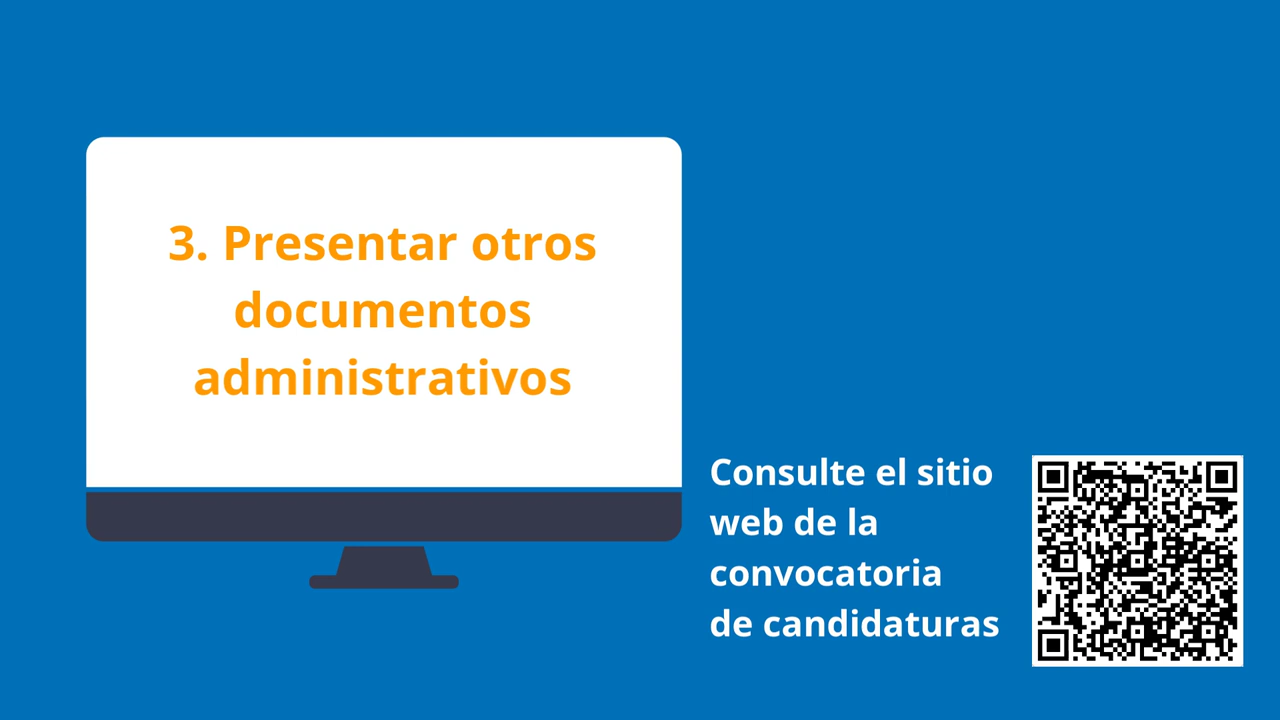 3. Presentar otros
documentos
administrativos
Consulte el sitio
web de la
convocatoria
de candidaturas